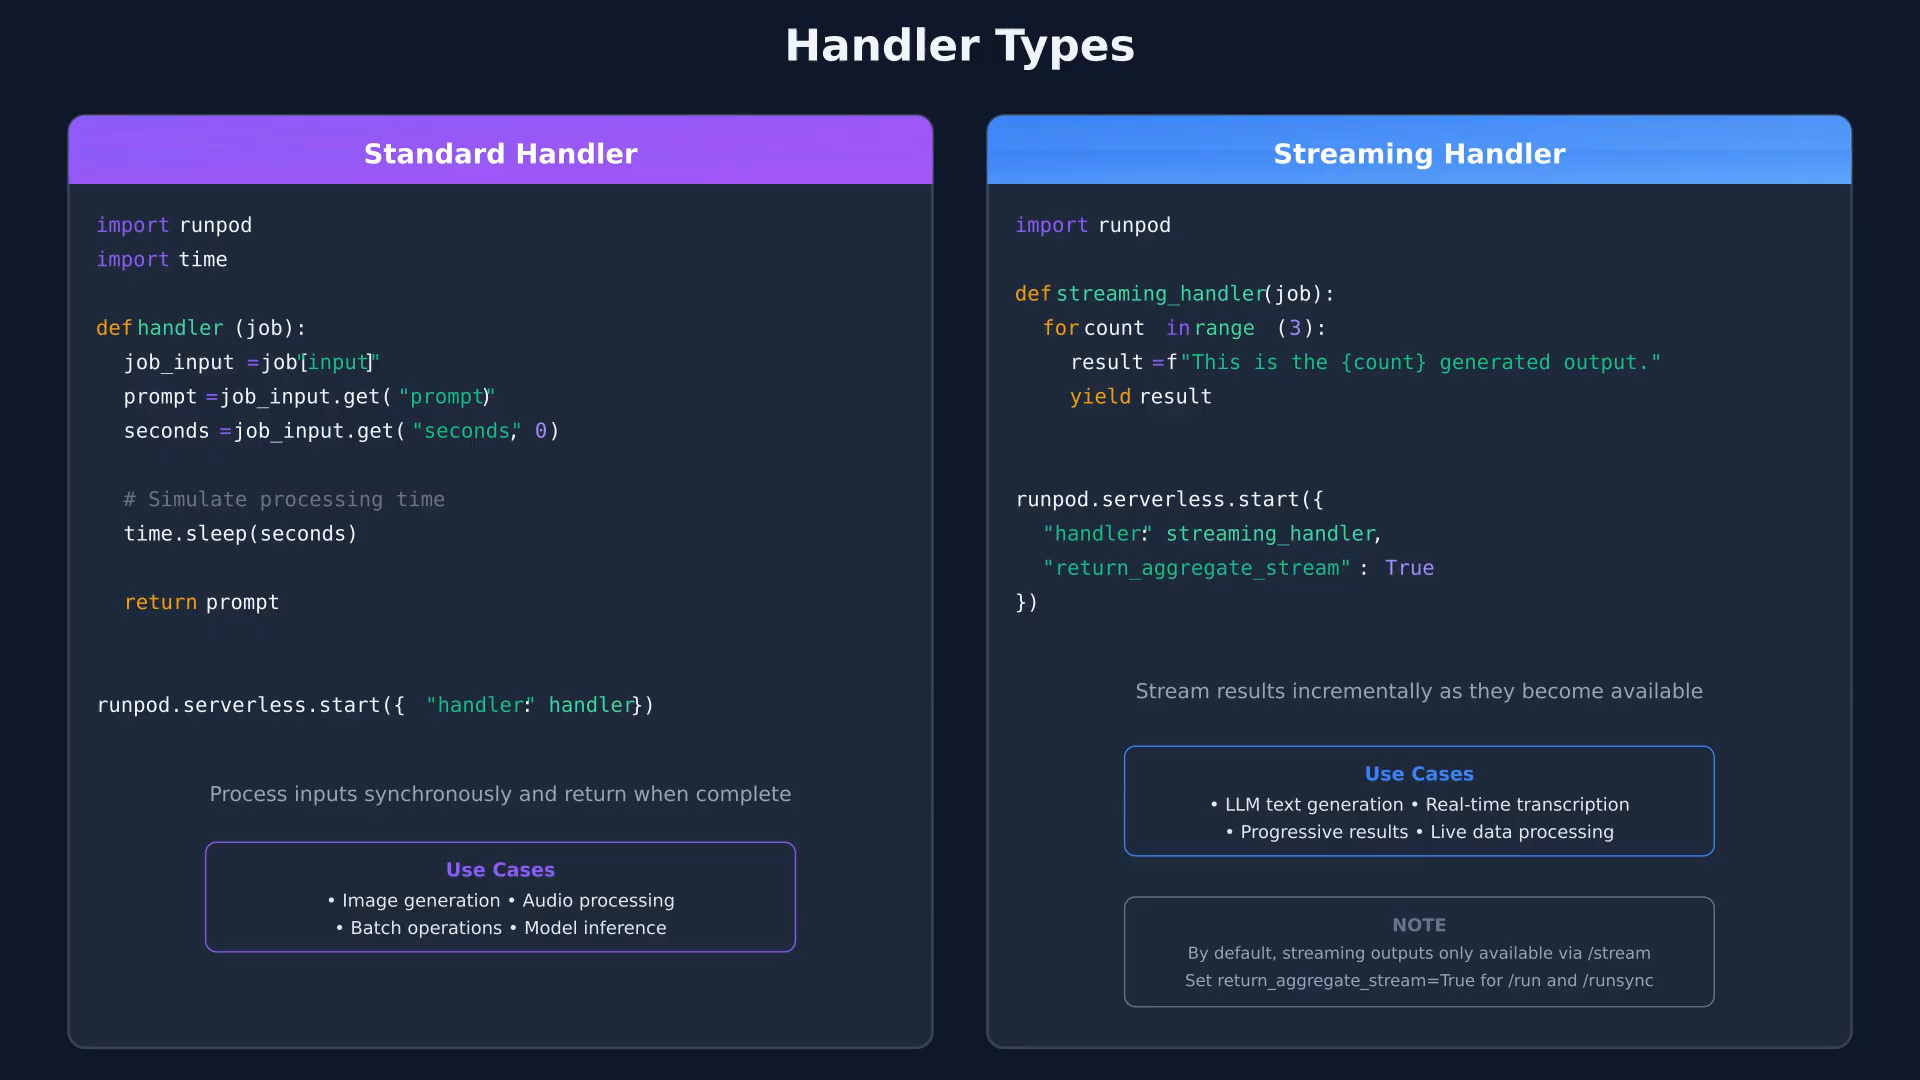 Handler Types
Standard Handler
import runpod
import time
def handler (job):
job_input =job["input"]
prompt =job_input.get( "prompt")
seconds =job_input.get( "seconds", 0)
# Simulate processing time
time.sleep(seconds)
return prompt
runpod.serverless.start({ "handler": handler})
Process inputs synchronously and return when complete
Use Cases
• Image generation • Audio processing
• Batch operations • Model inference
Streaming Handler
import runpod
def streaming_handler(job):
for count in range (3):
result =f"This is the {count} generated output."
yield result
runpod.serverless.start({
"handler": streaming_handler,
"return_aggregate_stream" : True
})
Stream results incrementally as they become available
Use Cases
• LLM text generation • Real-time transcription
• Progressive results • Live data processing
NOTE
By default, streaming outputs only available via /stream
Set return_aggregate_stream=True for /run and /runsync